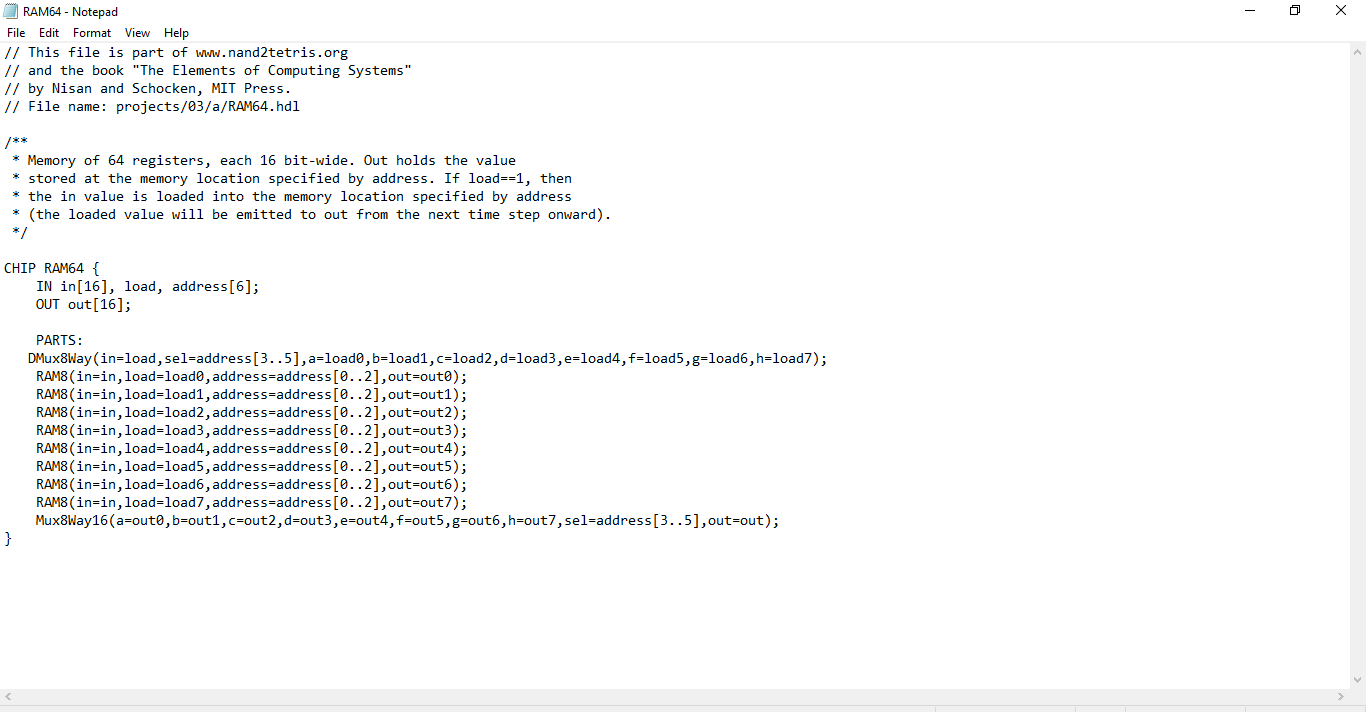 RAM64 - Notepad
File Edit Format View Help
// This file is part of www.nand2tetris.org
// and the book "The Elements of Computing Systems"
// by Nisan and Schocken, MIT Press.
// File name: projects/03/a/RAM64.hdl
/**
 * Memory of 64 registers, each 16 bit-wide. Out holds the value
 * stored at the memory location specified by address. If load==1, then
 * the in value is loaded into the memory location specified by address
 * (the loaded value will be emitted to out from the next time step onward).
 */
CHIP RAM64 {
    IN in[16], load, address[6];
    OUT out[16];
    PARTS:
   DMux8Way(in=load,sel=address[3..5],a=load0,b=load1,c=load2,d=load3,e=load4,f=load5,g=load6,h=load7);
    RAM8(in=in,load=load0,address=address[0..2],out=out0);
    RAM8(in=in,load=load1,address=address[0..2],out=out1);
    RAM8(in=in,load=load2,address=address[0..2],out=out2);
    RAM8(in=in,load=load3,address=address[0..2],out=out3);
    RAM8(in=in,load=load4,address=address[0..2],out=out4);
    RAM8(in=in,load=load5,address=address[0..2],out=out5);
    RAM8(in=in,load=load6,address=address[0..2],out=out6);
    RAM8(in=in,load=load7,address=address[0..2],out=out7);
    Mux8Way16(a=out0,b=out1,c=out2,d=out3,e=out4,f=out5,g=out6,h=out7,sel=address[3..5],out=out);
}